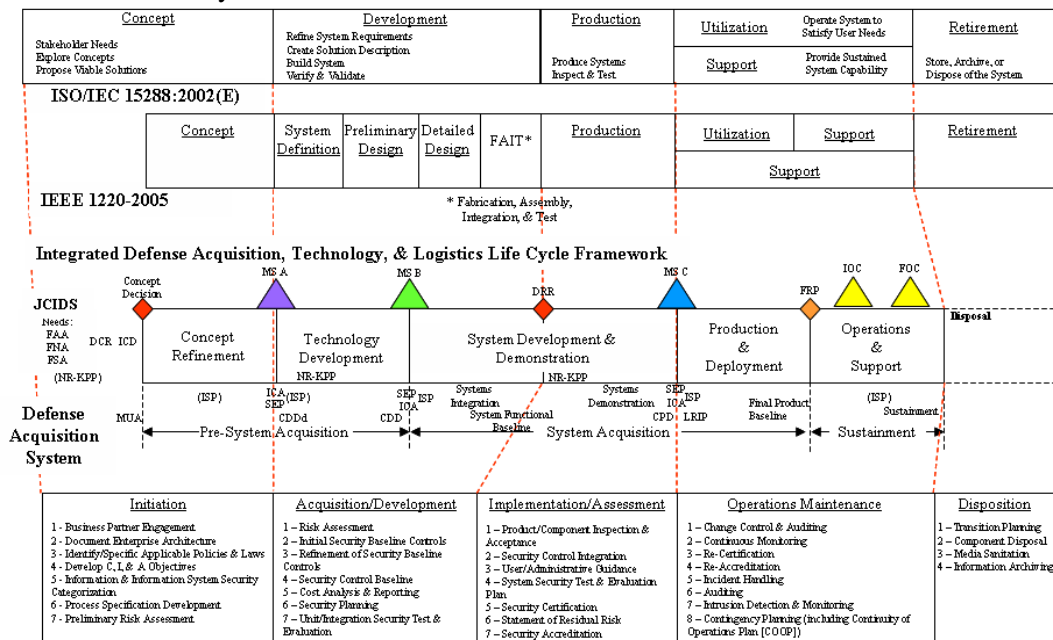 Concept
Stakeholder Needs
Explore Concepts
Propose Viable Solutions
Development
Refine System Requirements
Create Solution Description
Build System
Verify & Validate
Production
Produce Systems
Inspect & Test
Utilization
Operate System to
Satisfy User Needs
Support
Provide Sustained
System Capability
Retirement
Store, Archive, or
Dispose of the System
ISO/IEC 15288:2002(E)
Concept
System
Definition
Preliminary
Design
Detailed
Design
FAIT*
Production
Utilization
Support
Support
Retirement
IEEE 1220-2005
* Fabrication, Assembly,
Integration, & Test
Integrated Defense Acquisition, Technology, & Logistics Life Cycle Framework
Concept
Decision
MS A
MS B
DRR
MS C
FRP
IOC
FOC
JCIDS
Needs:
FAA
FNA
FSA
DCR ICD
(NR-KPP)
Concept
Refinement
Technology
Development
NR-KPP
System Development &
Demonstration
NR-KPP
Production
&
Deployment
Operations
&
Support
Disposal
(ISP)
ICA
SEP
(ISP)
SEP
ICA
ISP
Systems
Integration
Systems
Demonstration
SEP
ICA
ISP
(ISP)
MUA
CDDd
CDD
System Functional
Baseline
CPD
LRIP
Final Product
Baseline
Sustainment
Defense
Acquisition
System
Pre-System Acquisition
System Acquisition
Sustainment
Initiation
1 - Business Partner Engagement
2 - Document Enterprise Architecture
3 - Identify/Specific Applicable Policies & Laws
4 - Develop C, I, & A Objectives
5 - Information & Information System Security
Categorization
6 - Process Specification Development
7 - Preliminary Risk Assessment
Acquisition/Development
1 – Risk Assessment
2 – Initial Security Baseline Controls
3 – Refinement of Security Baseline
Controls
4 – Security Control Baseline
5 – Cost Analysis & Reporting
6 – Security Planning
7 – Unit/Integration Security Test &
Evaluation
Implementation/Assessment
1 – Product/Component Inspection &
Acceptance
2 – Security Control Integration
3 – User/Administrative Guidance
4 – System Security Test & Evaluation
Plan
5 – Security Certification
6 – Statement of Residual Risk
7 – Security Accreditation
Operations Maintenance
1 – Change Control & Auditing
2 – Continuous Monitoring
3 – Re-Certification
4 – Re-Accreditation
5 – Incident Handling
6 – Auditing
7 – Intrusion Detection & Monitoring
8 – Contingency Planning (including Continuity of
Operations Plan [COOP])
Disposition
1 – Transition Planning
2 – Component Disposal
3 – Media Sanitation
4 – Information Archiving